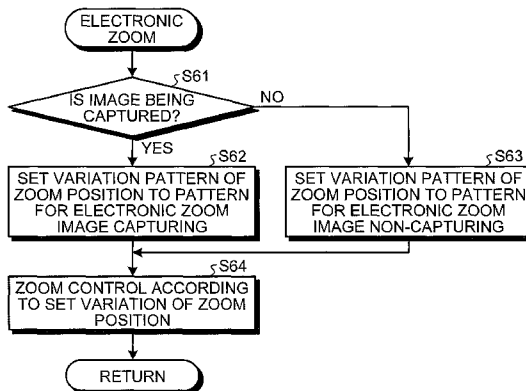 ELECTRONIC
ZOOM
S61
IS IMAGE BEING
CAPTURED?
NO
YES
S62
SET VARIATION PATTERN OF
ZOOM POSITION TO PATTERN
FOR ELECTRONIC ZOOM
IMAGE CAPTURING
S63
SET VARIATION PATTERN OF
ZOOM POSITION TO PATTERN
FOR ELECTRONIC ZOOM
IMAGE NON-CAPTURING
S64
ZOOM CONTROL ACCORDING
TO SET VARIATION OF ZOOM
POSITION
RETURN